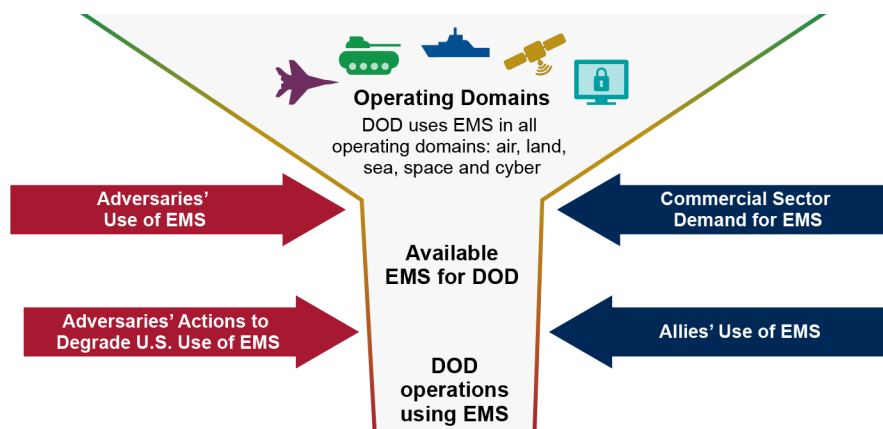 Operating Domains
DOD uses EMS in all
operating domains: air, land,
sea, space and cyber
Adversaries’
Use of EMS
Commercial Sector
Demand for EMS
Available
EMS for DOD
Adversaries’ Actions to
Degrade U.S. Use of EMS
Allies’ Use of EMS
DOD
operations
using EMS